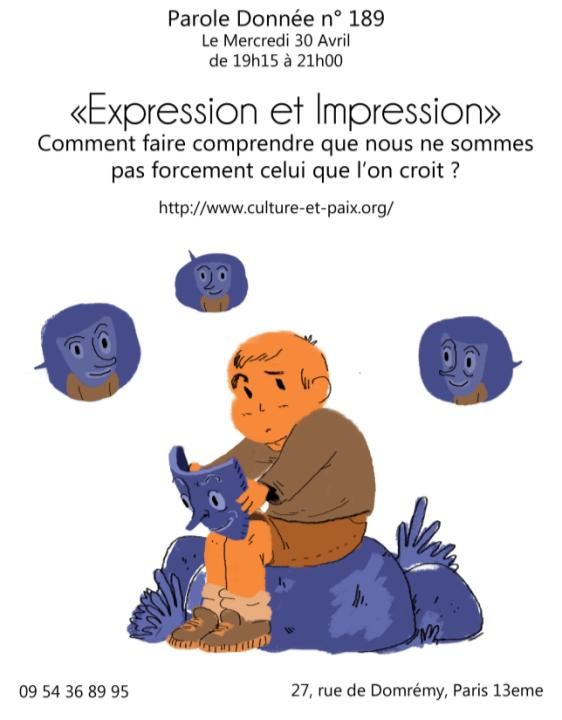 Parole Donnée n° 189
Le Mercredi 30 Avril
de 19h15 à 21h00
«Expression et Impression»
Comment faire comprendre que nous ne sommes
pas forcement celui que l'on croit ?
http://www.culture-et-paix.org/
09 54 36 89 95
27, rue de Domrémy, Paris 13eme